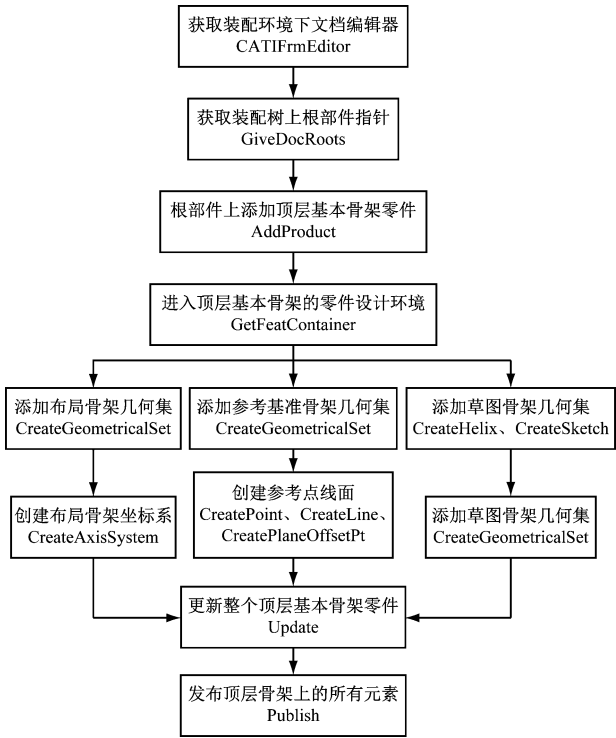 获取装配环境下文档编辑器
CATIFrmEditor
获取装配树上根部件指针
GiveDocRoots
根部件上添加顶层基本骨架零件
AddProduct
进入顶层基本骨架的零件设计环境
GetFeatContainer
添加布局骨架几何集
CreateGeometricalSet
添加参考基准骨架几何集
CreateGeometricalSet
添加草图骨架几何集
CreateHelix、CreateSketch
创建布局骨架坐标系
CreateAxisSystem
创建参考点线面
CreatePoint、CreateLine、
CreatePlaneOffsetPt
添加草图骨架几何集
CreateGeometricalSet
更新整个顶层基本骨架零件
Update
发布顶层骨架上的所有元素
Publish